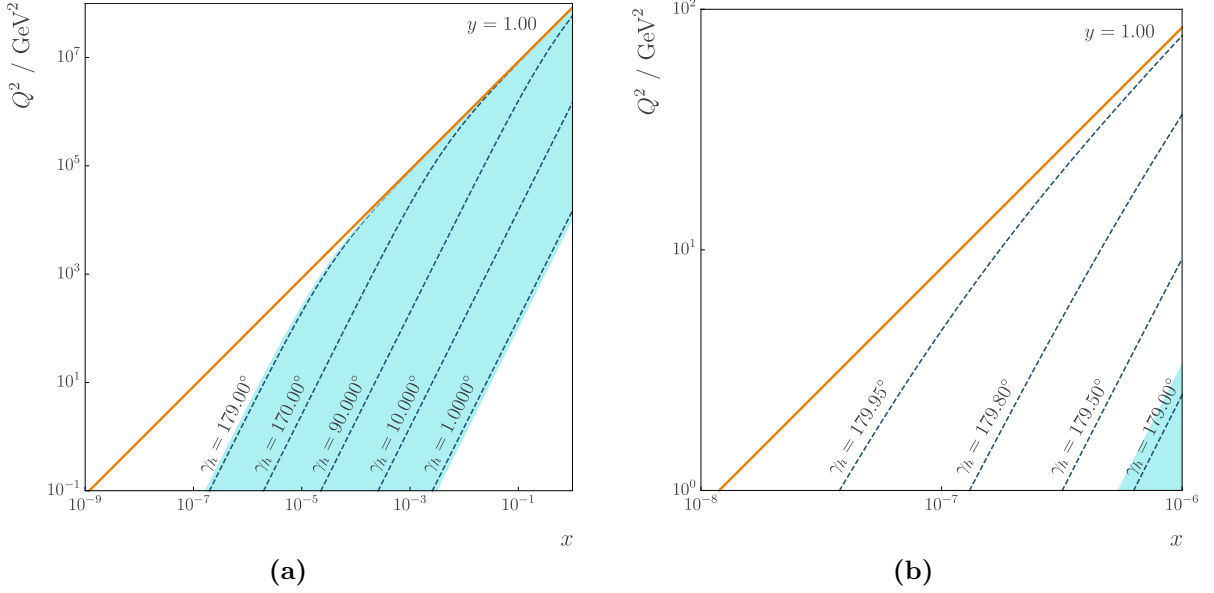 Q² / GeV²
y = 1.00
10⁷
10⁵
10³
10¹
10⁻¹
γₕ = 179.00°
γₕ = 170.00°
γₕ = 90.000°
γₕ = 10.000°
γₕ = 1.0000°
10⁻⁹
10⁻⁷
10⁻⁵
10⁻³
10⁻¹
x
(a)
Q² / GeV²
y = 1.00
10²
10¹
10⁰
γₕ = 179.95°
γₕ = 179.80°
γₕ = 179.50°
γₕ = 179.00°
10⁻⁸
10⁻⁷
10⁻⁶
x
(b)